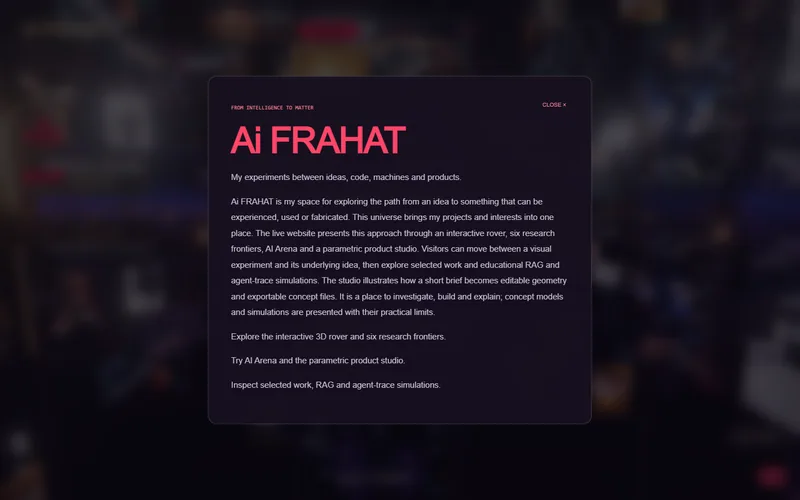 FROM INTELLIGENCE TO MATTER
CLOSE ×
Ai FRAHAT
My experiments between ideas, code, machines and products.
Ai FRAHAT is my space for exploring the path from an idea to something that can be
experienced, used or fabricated. This universe brings my projects and interests into one
place. The live website presents this approach through an interactive rover, six research
frontiers, AI Arena and a parametric product studio. Visitors can move between a visual
experiment and its underlying idea, then explore selected work and educational RAG and
agent-trace simulations. The studio illustrates how a short brief becomes editable geometry
and exportable concept files. It is a place to investigate, build and explain; concept models
and simulations are presented with their practical limits.
Explore the interactive 3D rover and six research frontiers.
Try AI Arena and the parametric product studio.
Inspect selected work, RAG and agent-trace simulations.